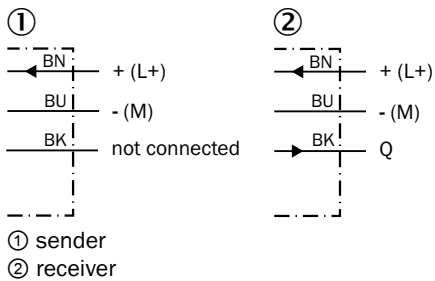 ① ②
BN + (L+) BN + (L+)
BU - (M) BU - (M)
BK not connected BK Q
① sender
② receiver